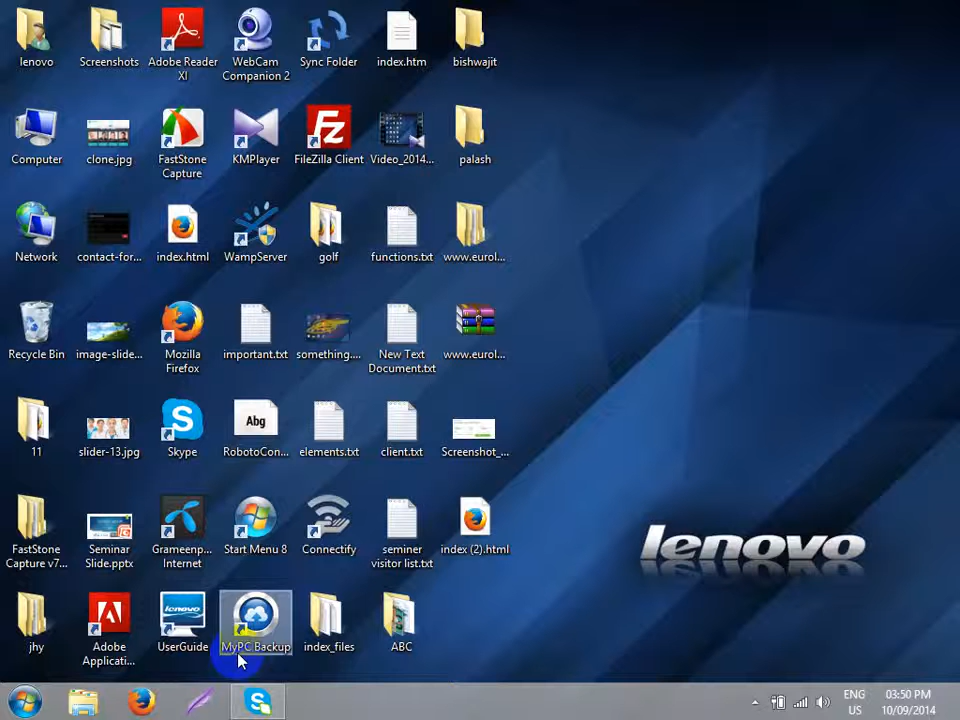 lenovo
Screenshots
Adobe Reader XI
WebCam Companion 2
Sync Folder
index.htm
bishwajit
Computer
clone.jpg
FastStone Capture
KMPlayer
FileZilla Client
Video_2014...
palash
Network
contact-for...
index.html
WampServer
golf
functions.txt
www.eurol...
Recycle Bin
image-slide...
Mozilla Firefox
important.txt
something....
New Text Document.txt
www.eurol...
11
slider-13.jpg
Skype
Abg
RobotoCon...
elements.txt
client.txt
Screenshot_...
FastStone Capture v7...
Seminar Slide.pptx
Grameenp... Internet
Start Menu 8
Connectify
seminer visitor list.txt
index (2).html
lenovo
jhy
Adobe Applicati...
lenovo
UserGuide
MyPC Backup
index_files
ABC
ENG
US
03:50 PM
10/09/2014